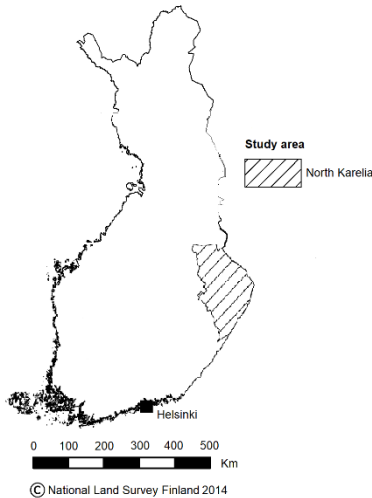 Study area
North Karelia
Helsinki
0 100 200 300 400 500
Km
© National Land Survey Finland 2014